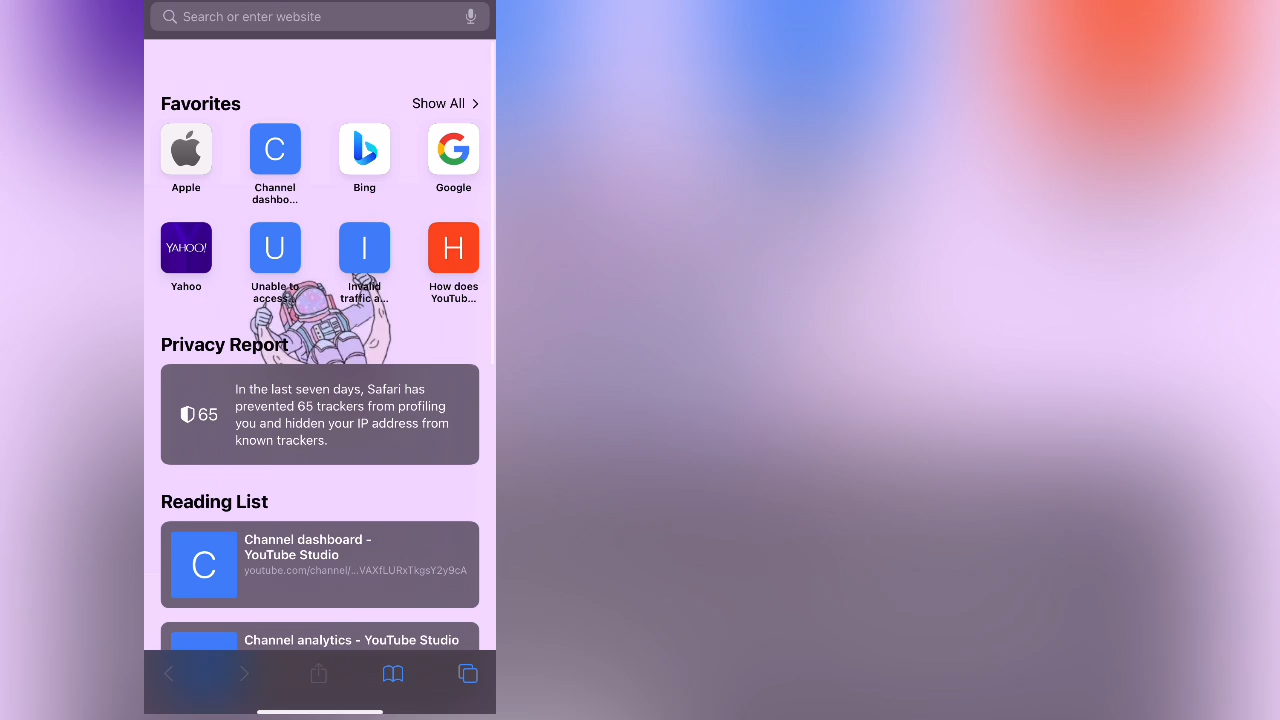 Search or enter website
Favorites
Show All
C
G
Apple
Channel
dashbo...
Bing
Google
YAHOO!
U
I
H
Yahoo
Unable to
access...
Invalid
traffic a...
How does
YouTub...
Privacy Report
65
In the last seven days, Safari has
prevented 65 trackers from profiling
you and hidden your IP address from
known trackers.
Reading List
C
Channel dashboard -
YouTube Studio
youtube.com/channel/...VAXfLURxTkgsY2y9cA
Channel analytics - YouTube Studio